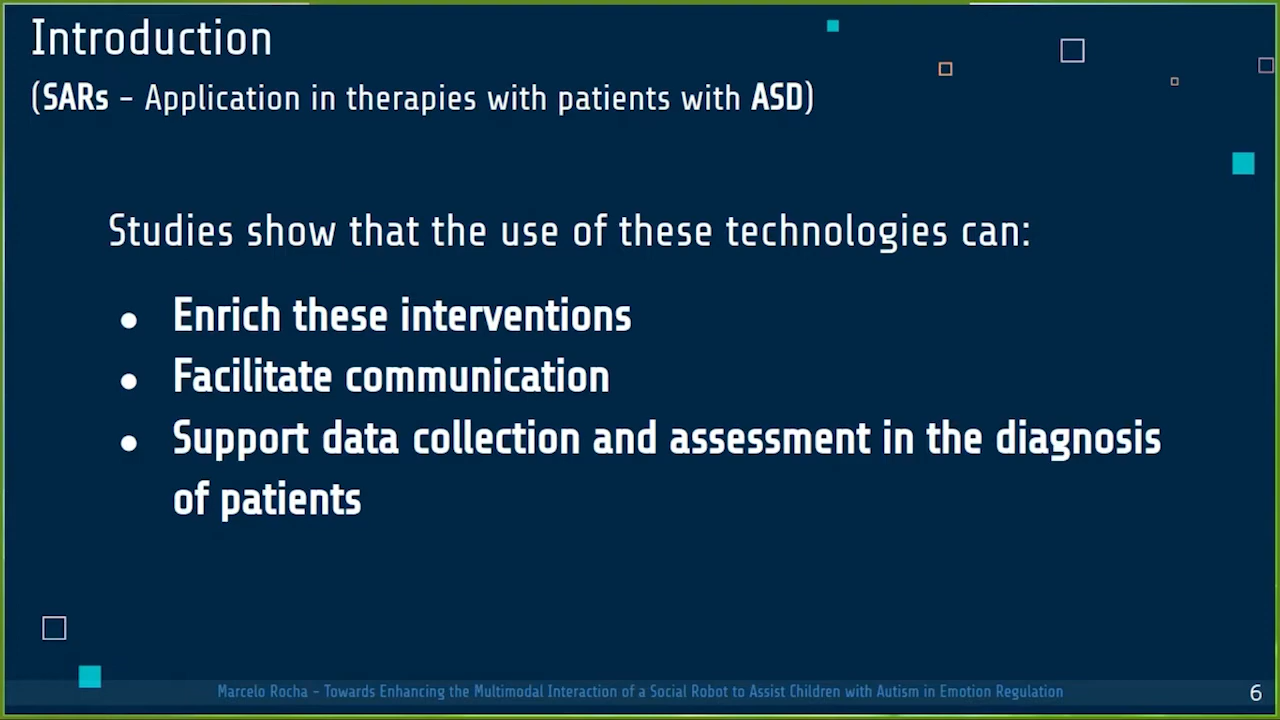 Introduction
(SARs – Application in therapies with patients with ASD)
Studies show that the use of these technologies can:
● Enrich these interventions
● Facilitate communication
● Support data collection and assessment in the diagnosis
of patients
Marcelo Rocha – Towards Enhancing the Multimodal Interaction of a Social Robot to Assist Children with Autism in Emotion Regulation
6